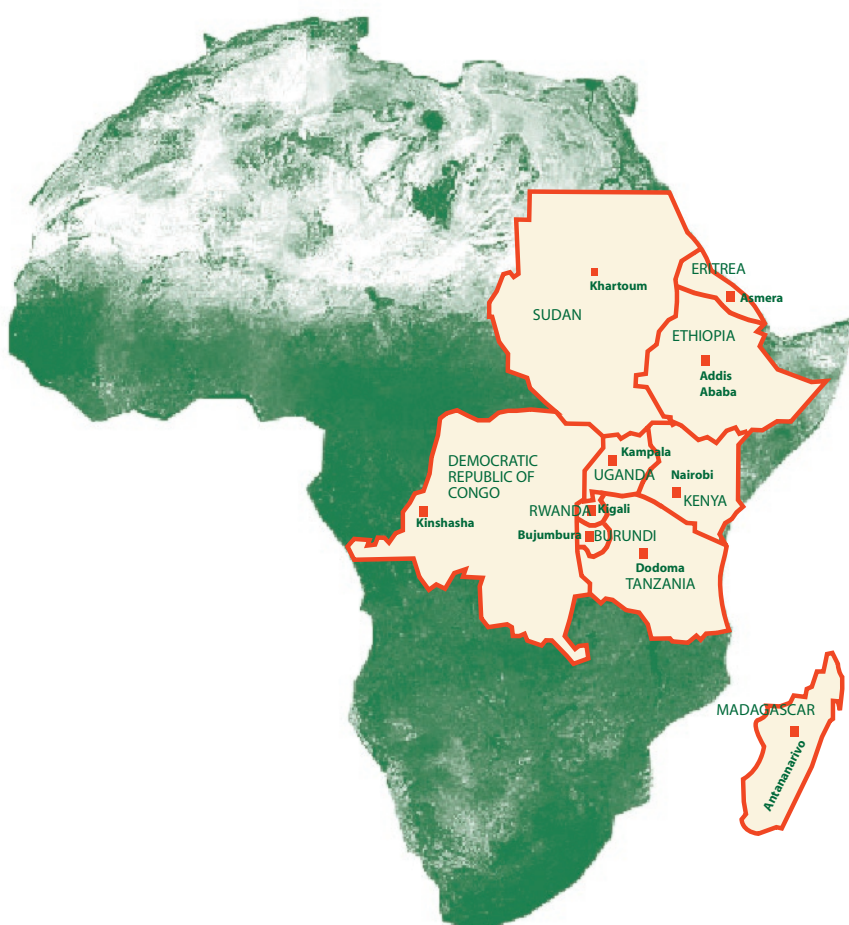 ERITREA
Khartoum
Asmera
SUDAN
ETHIOPIA
Addis
Ababa
Kampala
DEMOCRATIC
REPUBLIC OF
CONGO
UGANDA
Nairobi
KENYA
Kinshasha
RWANDA
Kigali
Bujumbura
BURUNDI
Dodoma
TANZANIA
MADAGASCAR
Antananarivo